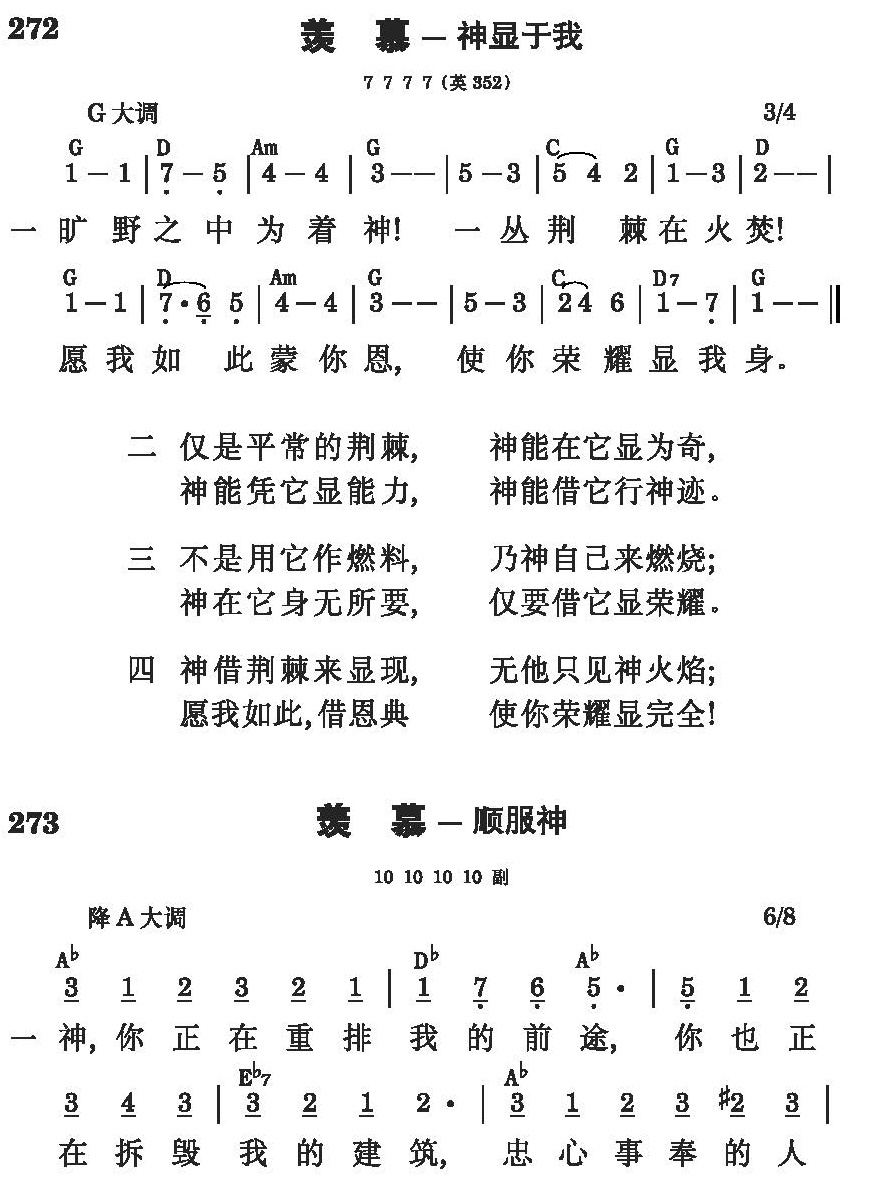 272 羡 慕 — 神显于我
7 7 7 7 (英 352)
G 大调 3/4
G D Am G C G D
1 — 1 | 7̣ — 5̣ | 4 — 4 | 3 — — | 5 — 3 | 5 4 2 | 1 — 3 | 2 — — |
一 旷 野 之 中 为 着 神! 一 丛 荆 棘 在 火 焚!
G D Am G C D7 G
1 — 1 | 7̣ · 6̣ 5̣ | 4 — 4 | 3 — — | 5 — 3 | 2 4 6 | 1 — 7̣ | 1 — — ‖
愿 我 如 此 蒙 你 恩, 使 你 荣 耀 显 我 身。
二 仅是平常的荆棘, 神能在它显为奇,
神能凭它显能力, 神能借它行神迹。
三 不是用它作燃料, 乃神自己来燃烧;
神在它身无所要, 仅要借它显荣耀。
四 神借荆棘来显现, 无他只见神火焰;
愿我如此,借恩典 使你荣耀显完全!
273 羡 慕 — 顺服神
10 10 10 10 副
降 A 大调 6/8
A♭ D♭ A♭
3 1 2 3 2 1 | 1 7̣ 6̣ 5̣ · | 5̣ 1 2
一 神, 你 正 在 重 排 我 的 前 途, 你 也 正
E♭7 A♭
3 4 3 | 3 2 1 2 · | 3 1 2 3 #2 3 |
在 拆 毁 我 的 建 筑, 忠 心 事 奉 的 人